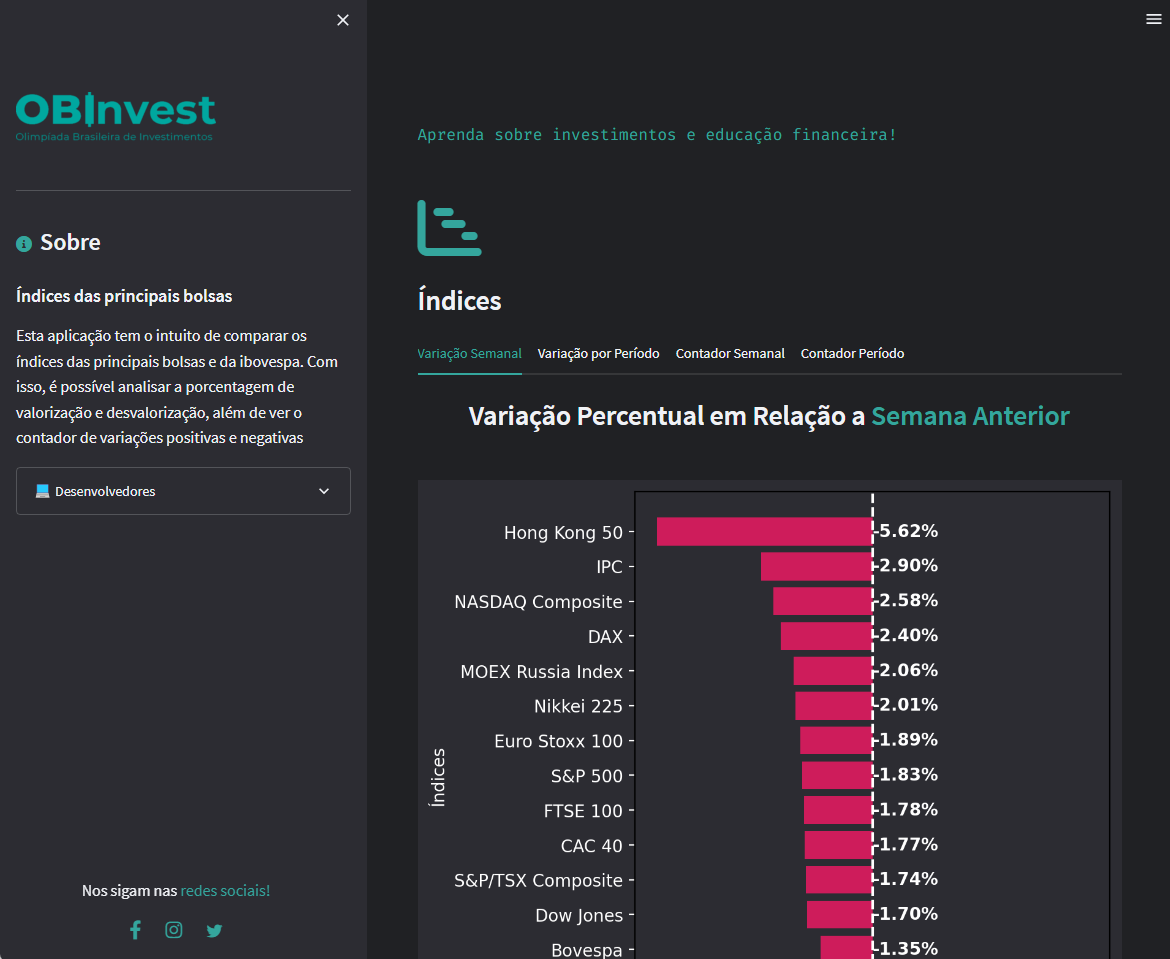 OBInvest
Olimpíada Brasileira de Investimentos
Sobre
Índices das principais bolsas
Esta aplicação tem o intuito de comparar os
índices das principais bolsas e da ibovespa. Com
isso, é possível analisar a porcentagem de
valorização e desvalorização, além de ver o
contador de variações positivas e negativas
Desenvolvedores
Nos sigam nas redes sociais!
Aprenda sobre investimentos e educação financeira!
Índices
Variação Semanal Variação por Período Contador Semanal Contador Período
Variação Percentual em Relação a Semana Anterior
Índices
Hong Kong 50 -5.62%
IPC -2.90%
NASDAQ Composite -2.58%
DAX -2.40%
MOEX Russia Index -2.06%
Nikkei 225 -2.01%
Euro Stoxx 100 -1.89%
S&P 500 -1.83%
FTSE 100 -1.78%
CAC 40 -1.77%
S&P/TSX Composite -1.74%
Dow Jones -1.70%
Bovespa -1.35%